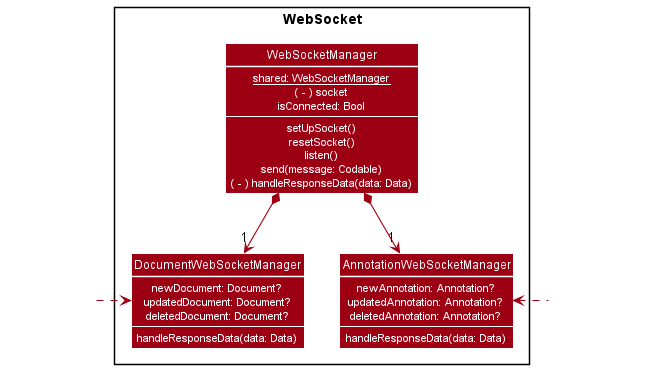 WebSocket
WebSocketManager
shared: WebSocketManager
( - ) socket
isConnected: Bool
setUpSocket()
resetSocket()
listen()
send(message: Codable)
( - ) handleResponseData(data: Data)
1
1
DocumentWebSocketManager
newDocument: Document?
updatedDocument: Document?
deletedDocument: Document?
handleResponseData(data: Data)
AnnotationWebSocketManager
newAnnotation: Annotation?
updatedAnnotation: Annotation?
deletedAnnotation: Annotation?
handleResponseData(data: Data)